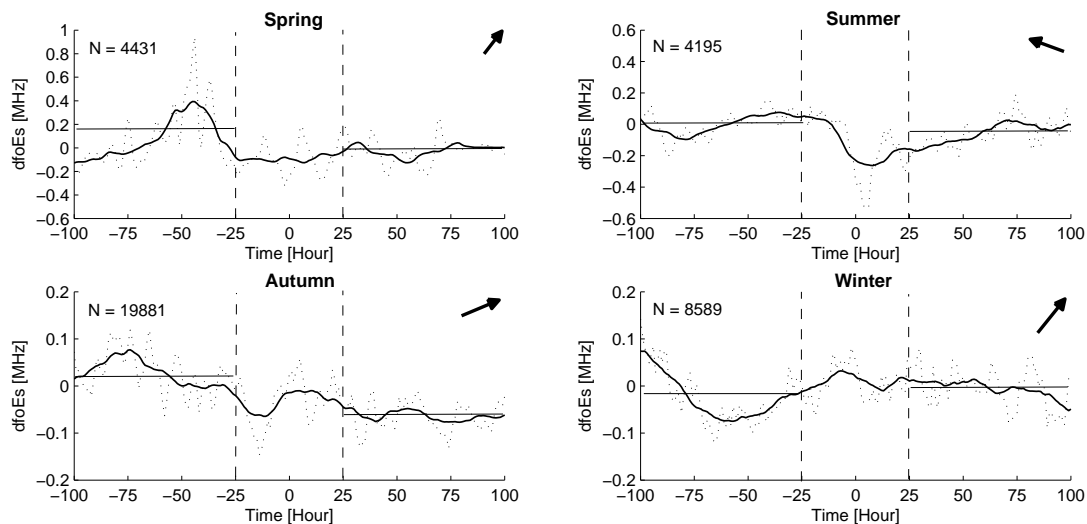 Spring
N = 4431
1
0.8
0.6
0.4
0.2
0
−0.2
−0.4
−0.6
dfoEs [MHz]
−100 −75 −50 −25 0 25 50 75 100
Time [Hour]
Summer
N = 4195
0.6
0.4
0.2
0
−0.2
−0.4
−0.6
dfoEs [MHz]
−100 −75 −50 −25 0 25 50 75 100
Time [Hour]
Autumn
N = 19881
0.2
0.1
0
−0.1
−0.2
dfoEs [MHz]
−100 −75 −50 −25 0 25 50 75 100
Time [Hour]
Winter
N = 8589
0.2
0.1
0
−0.1
−0.2
dfoEs [MHz]
−100 −75 −50 −25 0 25 50 75 100
Time [Hour]